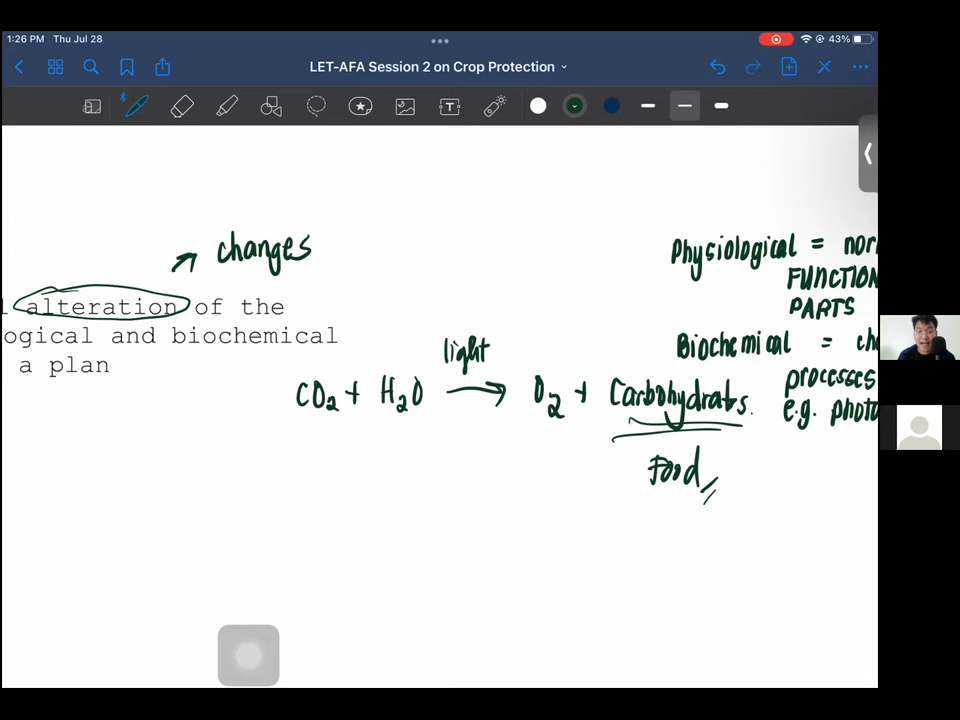 1:26 PM Thu Jul 28
43%
LET-AFA Session 2 on Crop Protection
changes
alteration of the
ological and biochemical
a plan
Physiological = nor
FUNCTION
PARTS
Biochemical = ch
processes
e.g. photo
light
CO2 + H2O → O2 + Carbohydrats.
Food